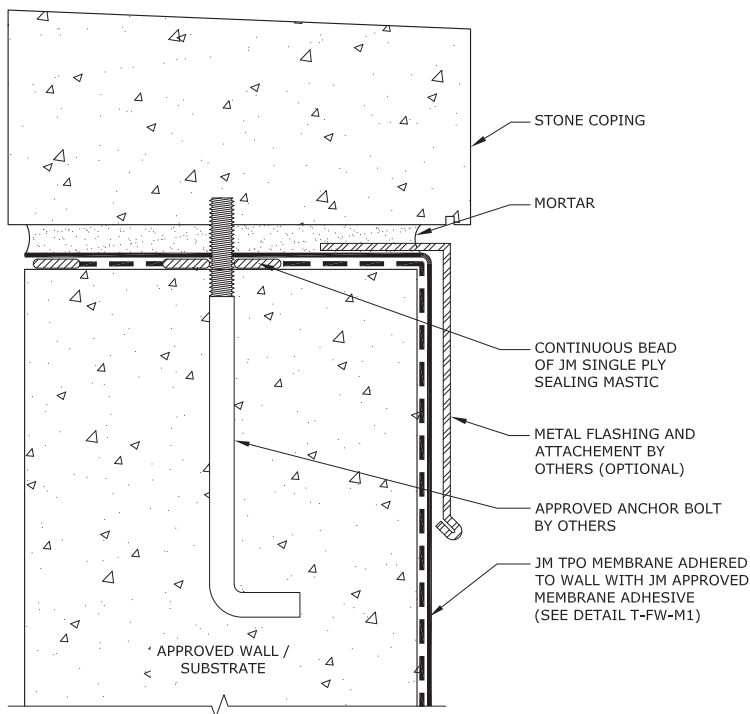 STONE COPING
MORTAR
CONTINUOUS BEAD
OF JM SINGLE PLY
SEALING MASTIC
METAL FLASHING AND
ATTACHEMENT BY
OTHERS (OPTIONAL)
APPROVED ANCHOR BOLT
BY OTHERS
JM TPO MEMBRANE ADHERED
TO WALL WITH JM APPROVED
MEMBRANE ADHESIVE
(SEE DETAIL T-FW-M1)
APPROVED WALL /
SUBSTRATE